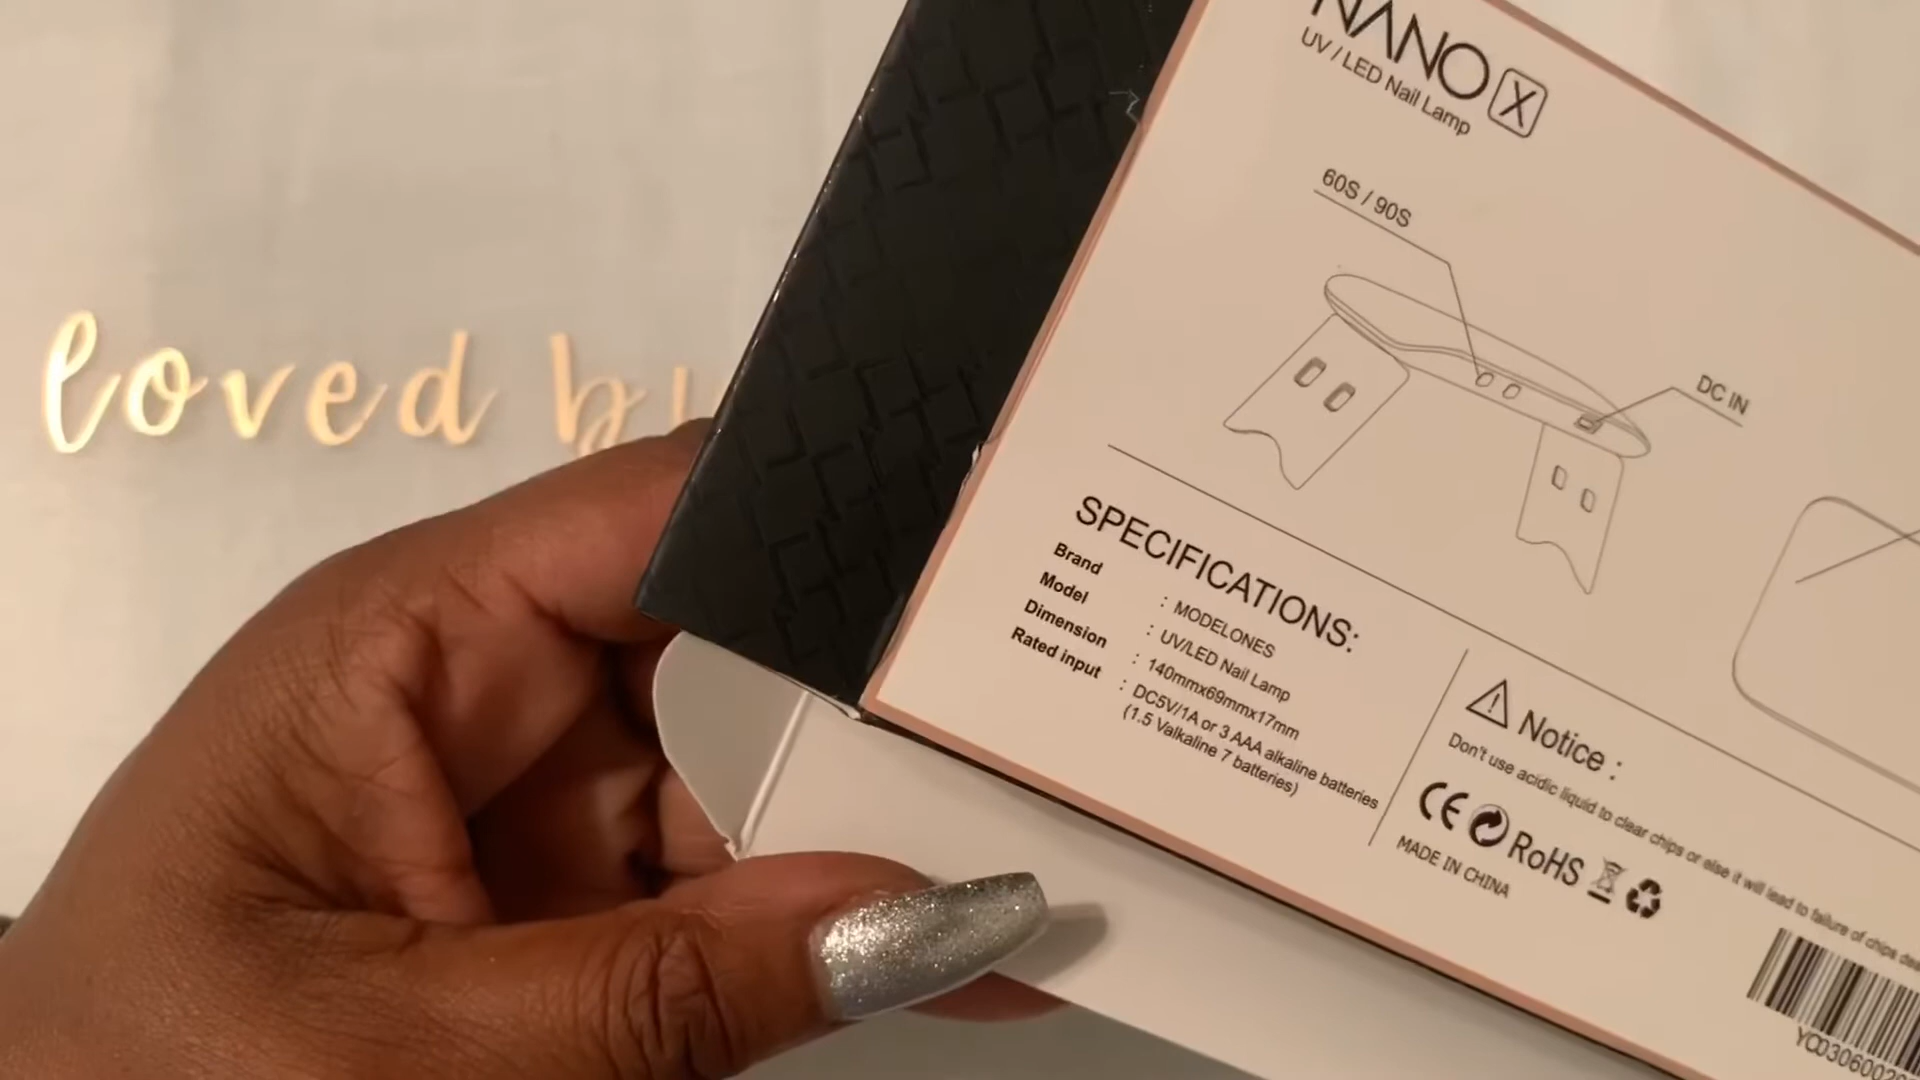 loved by
NANO X
UV / LED Nail Lamp
60S / 90S
DC IN
SPECIFICATIONS:
Brand : MODELONES
Model : UV/LED Nail Lamp
Dimension : 140mmx69mmx17mm
Rated input : DC5V/1A or 3 AAA alkaline batteries
(1.5 Valkaline 7 batteries)
Notice :
Don't use acidic liquid to clear chips or else it will lead to failure of chips
CE RoHS
MADE IN CHINA